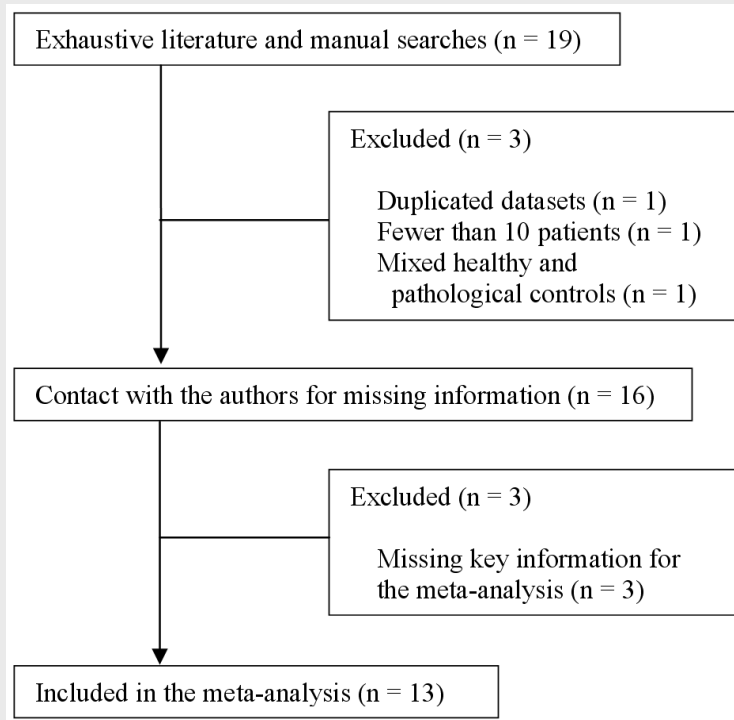 Exhaustive literature and manual searches (n = 19)
Excluded (n = 3)
Duplicated datasets (n = 1)
Fewer than 10 patients (n = 1)
Mixed healthy and
pathological controls (n = 1)
Contact with the authors for missing information (n = 16)
Excluded (n = 3)
Missing key information for
the meta-analysis (n = 3)
Included in the meta-analysis (n = 13)